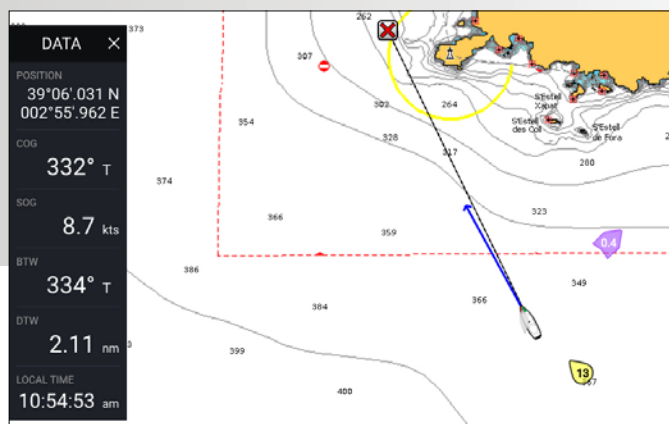 DATA ×
POSITION
39°06'.031 N
002°55'.962 E
COG
332° T
SOG
8.7 kts
BTW
334° T
DTW
2.11 nm
LOCAL TIME
10:54:53 am
373
262
307
302
264
354
328
317
374
366
323
359
280
386
366
349
384
399
400
S'Estell
Xapat
S'Estell
des Coll
S'Estell
de Fora
0.4
13